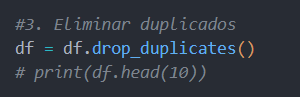 #3. Eliminar duplicados
df = df.drop_duplicates()
# print(df.head(10))